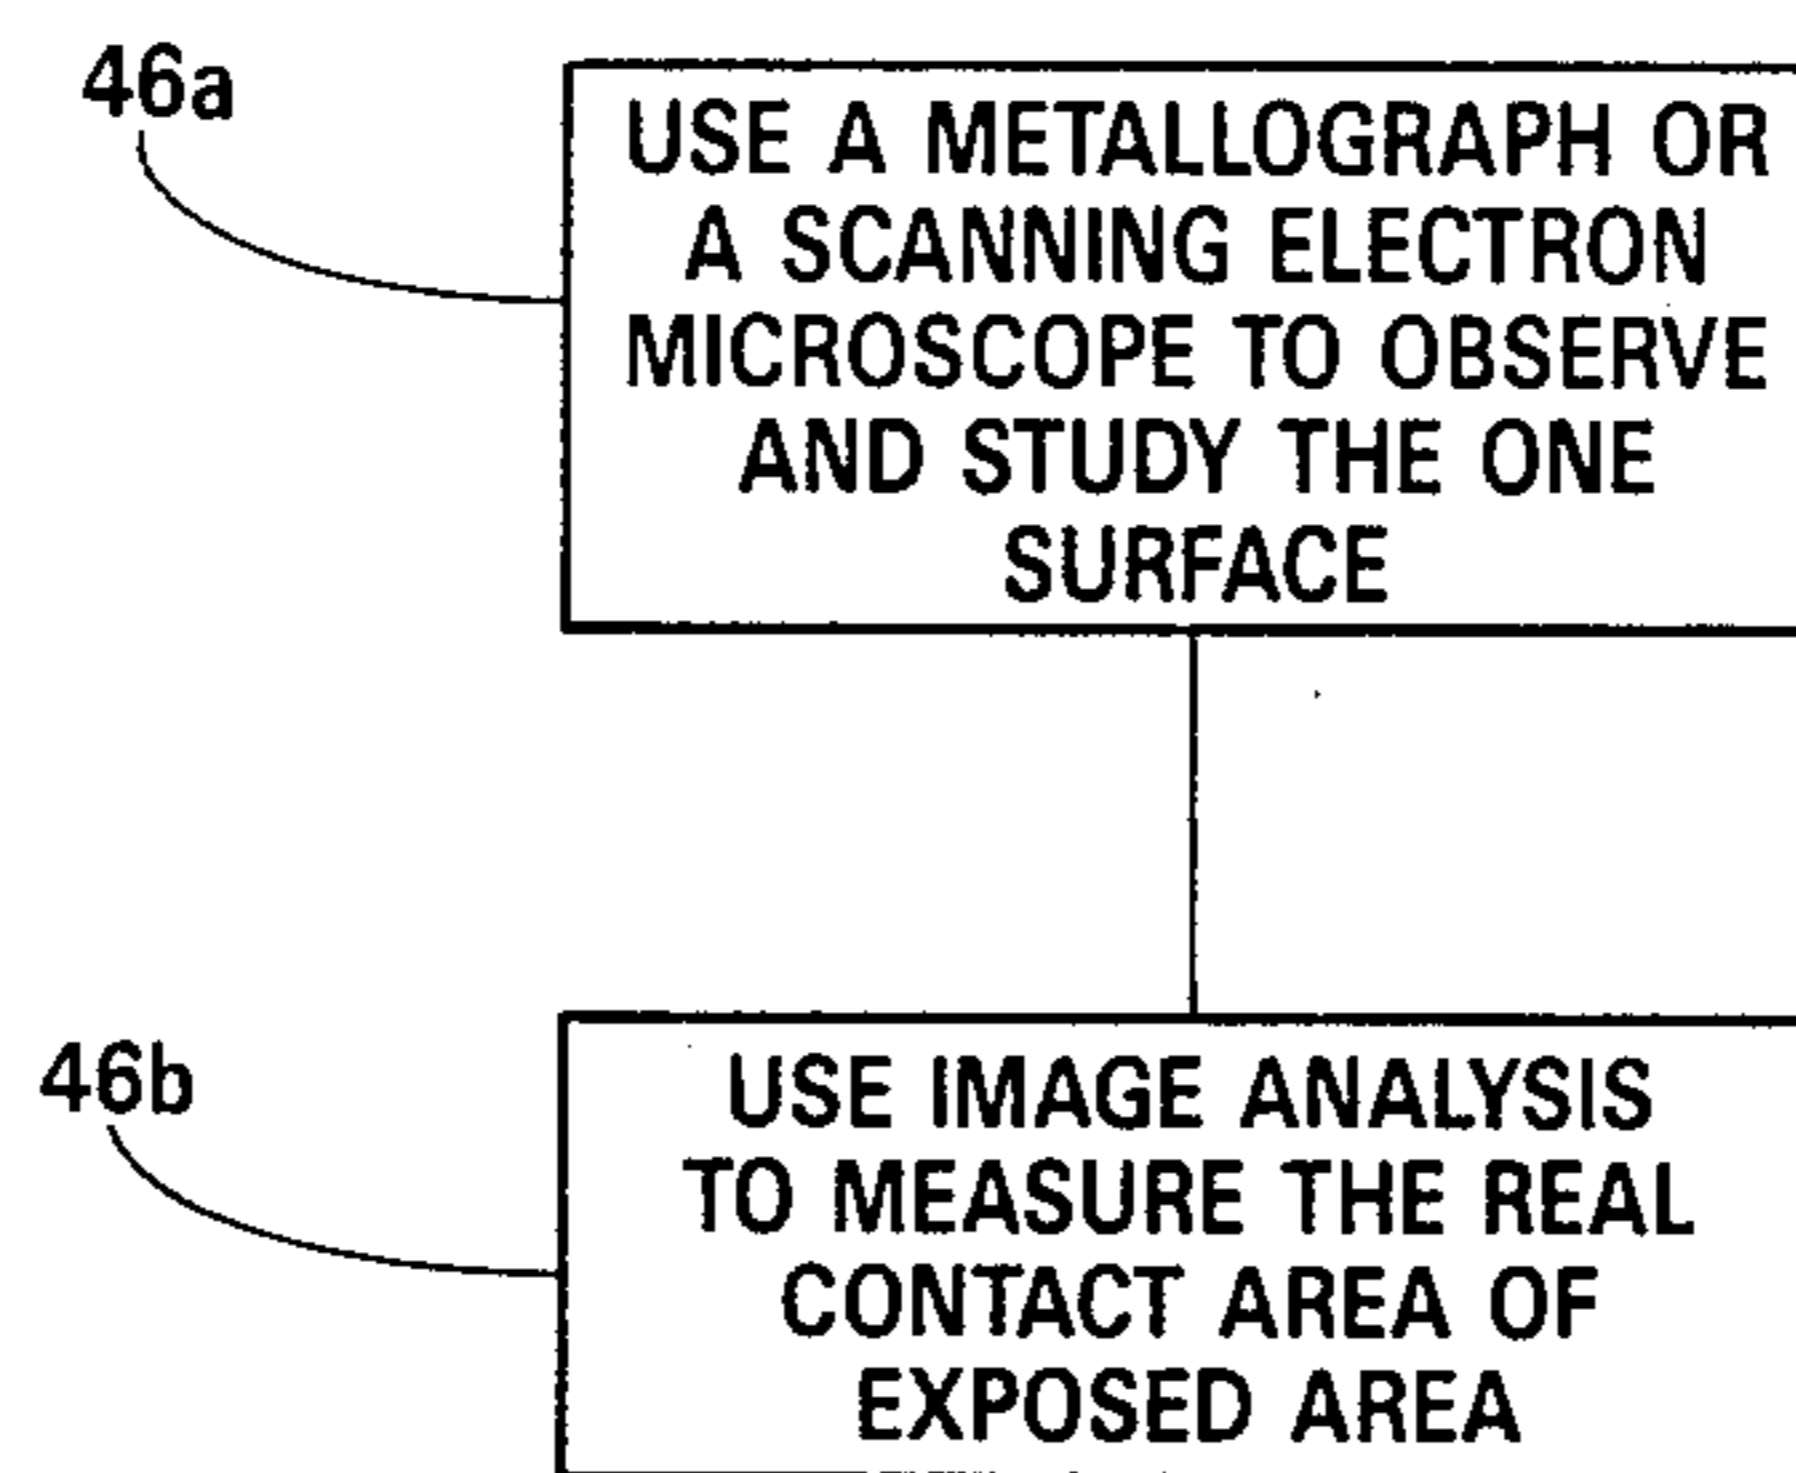 46a
USE A METALLOGRAPH OR
A SCANNING ELECTRON
MICROSCOPE TO OBSERVE
AND STUDY THE ONE
SURFACE
46b
USE IMAGE ANALYSIS
TO MEASURE THE REAL
CONTACT AREA OF
EXPOSED AREA